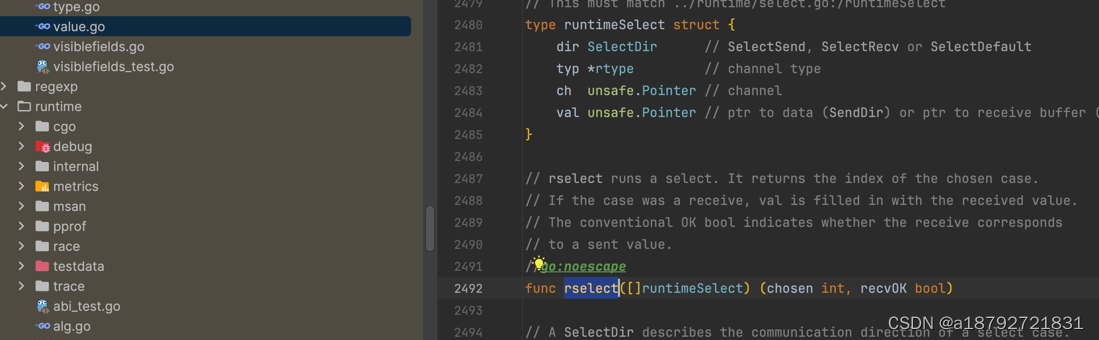 type.go
value.go
visiblefields.go
visiblefields_test.go
regexp
runtime
cgo
debug
internal
metrics
msan
pprof
race
testdata
trace
abi_test.go
alg.go
2479 // This must match ../runtime/select.go:/runtimeSelect
2480 type runtimeSelect struct {
2481 dir SelectDir // SelectSend, SelectRecv or SelectDefault
2482 typ *rtype // channel type
2483 ch unsafe.Pointer // channel
2484 val unsafe.Pointer // ptr to data (SendDir) or ptr to receive buffer (
2485 }
2486
2487 // rselect runs a select. It returns the index of the chosen case.
2488 // If the case was a receive, val is filled in with the received value.
2489 // The conventional OK bool indicates whether the receive corresponds
2490 // to a sent value.
2491 //go:noescape
2492 func rselect([]runtimeSelect) (chosen int, recvOK bool)
2493
2494 // A SelectDir describes the communication direction of a select case.
CSDN @a18792721831